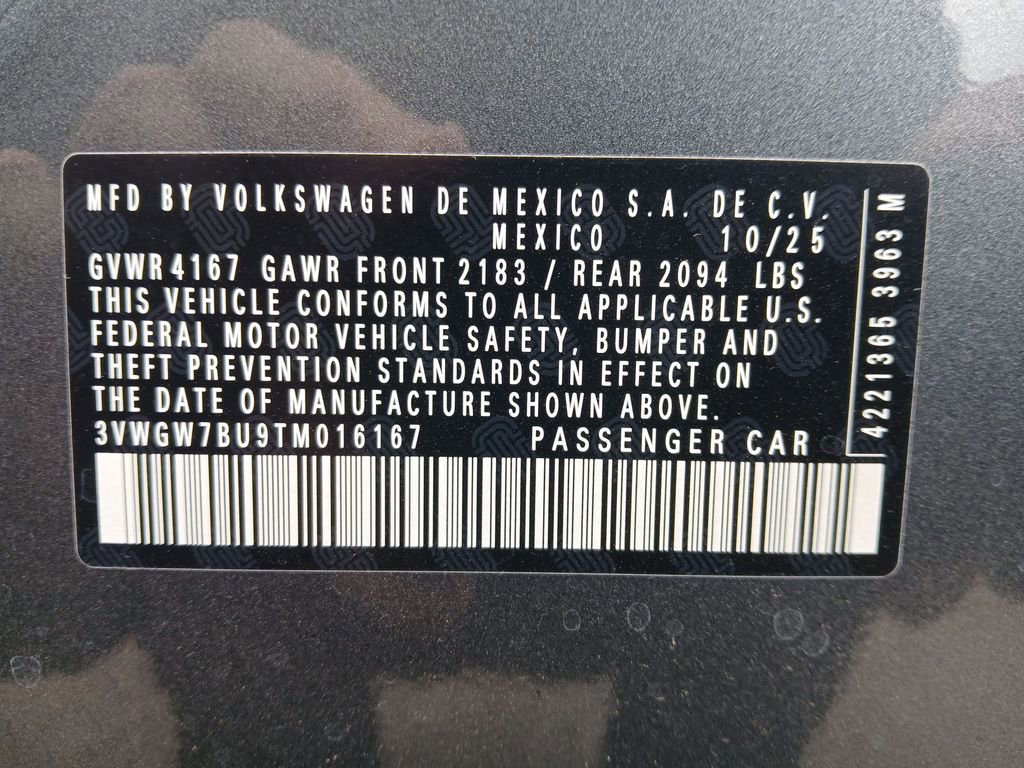 MFD BY VOLKSWAGEN DE MEXICO S.A. DE C.V.
MEXICO 10/25
GVWR 4167 GAWR FRONT 2183 / REAR 2094 LBS
THIS VEHICLE CONFORMS TO ALL APPLICABLE U.S.
FEDERAL MOTOR VEHICLE SAFETY, BUMPER AND
THEFT PREVENTION STANDARDS IN EFFECT ON
THE DATE OF MANUFACTURE SHOWN ABOVE.
3VWGW7BU9TM016167 PASSENGER CAR
4221365 3963 M